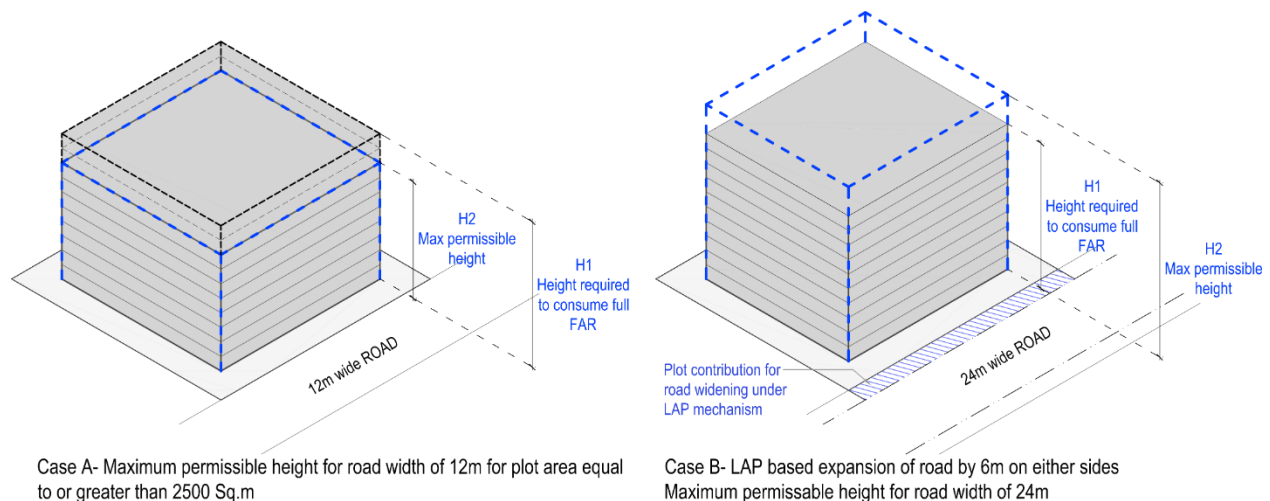 H2
Max permissible
height
H1
Height required
to consume full
FAR
12m wide ROAD
Case A- Maximum permissible height for road width of 12m for plot area equal
to or greater than 2500 Sq.m
H1
Height required
to consume full
FAR
H2
Max permissible
height
Plot contribution for
road widening under
LAP mechanism
24m wide ROAD
Case B- LAP based expansion of road by 6m on either sides
Maximum permissable height for road width of 24m